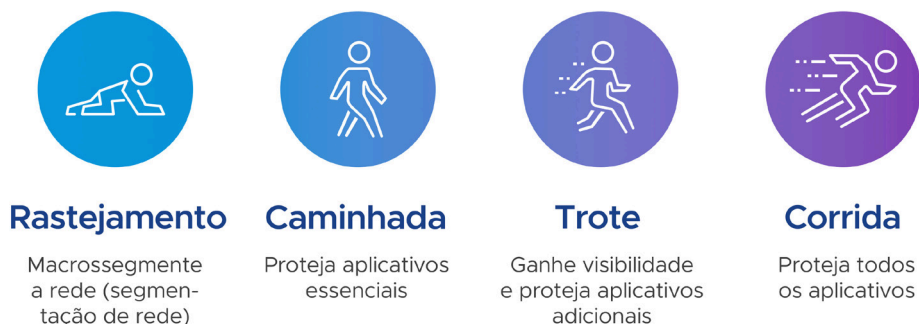 Rastejamento
Macrossegmente
a rede (segmen-
tação de rede)
Caminhada
Proteja aplicativos
essenciais
Trote
Ganhe visibilidade
e proteja aplicativos
adicionais
Corrida
Proteja todos
os aplicativos